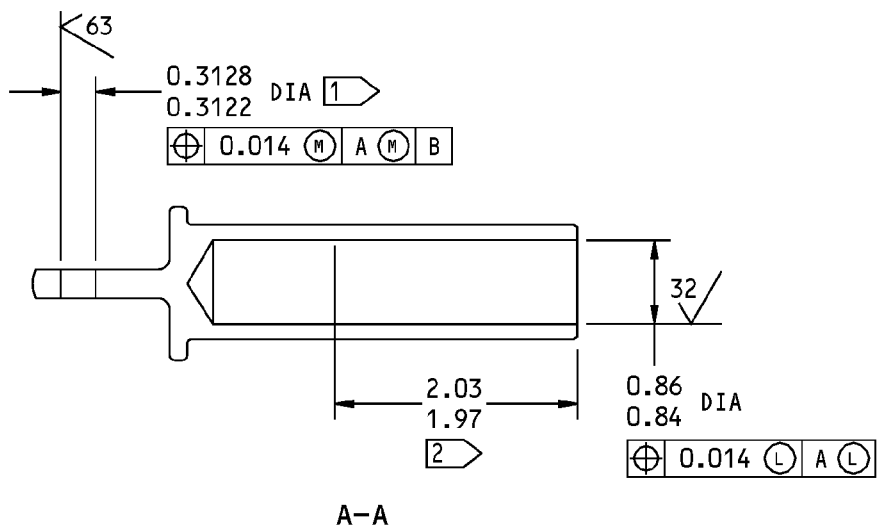 63
0.3128
0.3122 DIA 1
⌖ 0.014 Ⓜ A Ⓜ B
32
2.03
1.97
2
0.86
0.84 DIA
⌖ 0.014 Ⓛ A Ⓛ
A-A